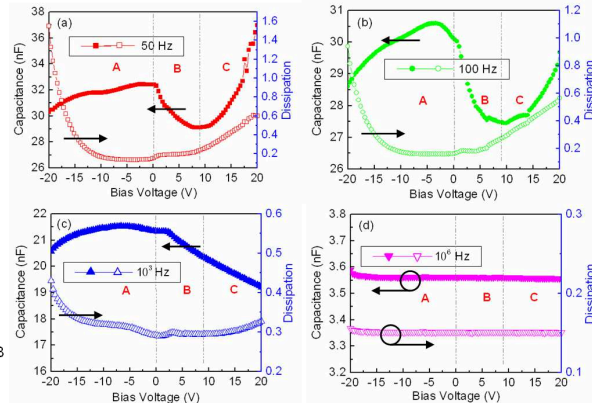 (a)
50 Hz
A B C
38
36
34
32
30
28
26
1.6
1.4
1.2
1.0
0.8
0.6
0.4
0.2
-20 -15 -10 -5 0 5 10 15 20
Capacitance (nF)
Dissipation
Bias Voltage (V)
(b)
100 Hz
A B C
31
30
29
28
27
26
1.2
1.0
0.8
0.6
0.4
0.2
-20 -15 -10 -5 0 5 10 15 20
Capacitance (nF)
Dissipation
Bias Voltage (V)
(c)
10³ Hz
A B C
22
21
20
19
18
17
16
0.6
0.5
0.4
0.3
0.2
-20 -15 -10 -5 0 5 10 15 20
Capacitance (nF)
Dissipation
Bias Voltage (V)
(d)
10⁶ Hz
A B C
3.8
3.7
3.6
3.5
3.4
3.3
3.2
0.3
0.2
0.1
-20 -15 -10 -5 0 5 10 15 20
Capacitance (nF)
Dissipation
Bias Voltage (V)